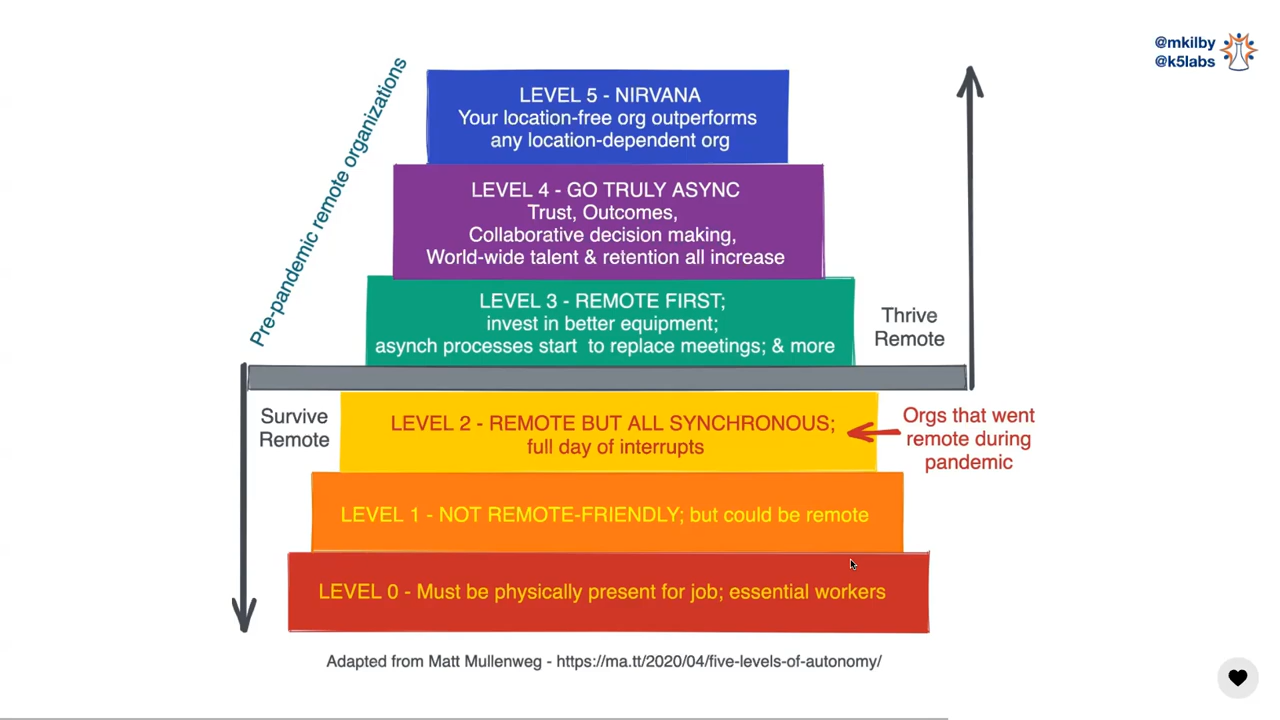 @mkilby
@k5labs
Pre-pandemic remote organizations
LEVEL 5 - NIRVANA
Your location-free org outperforms
any location-dependent org
LEVEL 4 - GO TRULY ASYNC
Trust, Outcomes,
Collaborative decision making,
World-wide talent & retention all increase
LEVEL 3 - REMOTE FIRST;
invest in better equipment;
asynch processes start to replace meetings; & more
Thrive
Remote
Survive
Remote
LEVEL 2 - REMOTE BUT ALL SYNCHRONOUS;
full day of interrupts
Orgs that went
remote during
pandemic
LEVEL 1 - NOT REMOTE-FRIENDLY; but could be remote
LEVEL 0 - Must be physically present for job; essential workers
Adapted from Matt Mullenweg - https://ma.tt/2020/04/five-levels-of-autonomy/